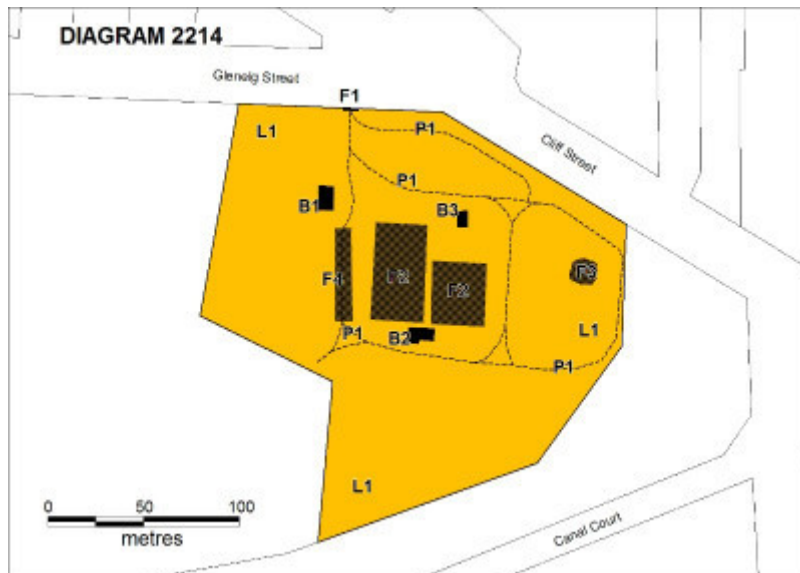 DIAGRAM 2214
Glenelg Street
F1
L1
P1
Cliff Street
P1
B1
B3
F4
F2
F2
F3
L1
P1
B2
P1
L1
0 50 100
metres
Canal Court